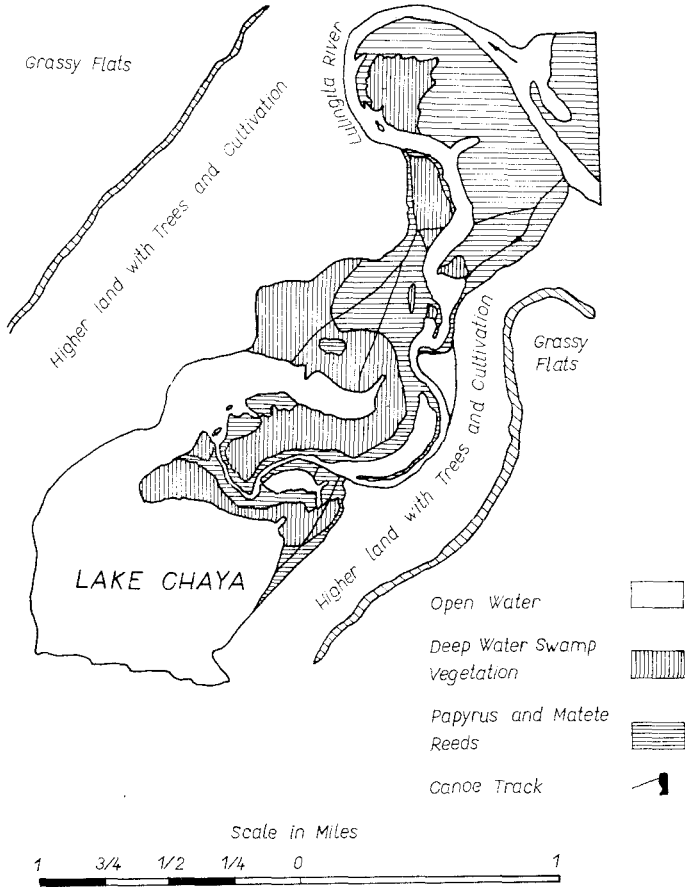 Grassy Flats
Higher land with Trees and Cultivation
Lulingila River
Grassy
Flats
Higher land with Trees and Cultivation
LAKE CHAYA
Open Water
Deep Water Swamp
Vegetation
Papyrus and Matete
Reeds
Canoe Track
Scale in Miles
1 3/4 1/2 1/4 0 1